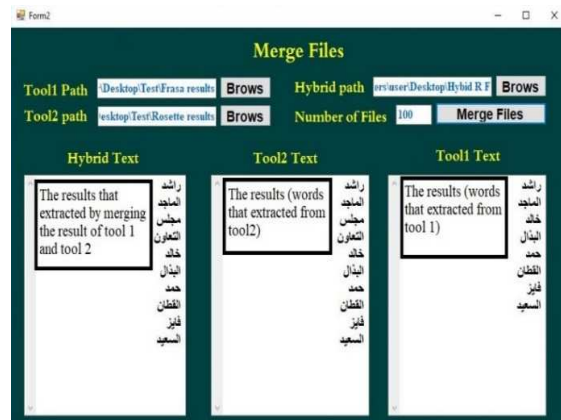 Form2
Merge Files
Tool1 Path
\Desktop\Test\Frasa results
Brows
Hybrid path
ers\user\Desktop\Hybid R F
Brows
Tool2 path
esktop\Test\Rosette results
Brows
Number of Files
100
Merge Files
Hybrid Text
Tool2 Text
Tool1 Text
The results that
extracted by merging
the result of tool 1
and tool 2
راشد
الماجد
مجلس
التعاون
خالد
البذال
حمد
القطان
فايز
السعيد
The results (words
that extracted from
tool2)
راشد
الماجد
مجلس
التعاون
خالد
البذال
حمد
القطان
فايز
السعيد
The results (words
that extracted from
tool 1)
راشد
الماجد
خالد
البذال
حمد
القطان
فايز
السعيد